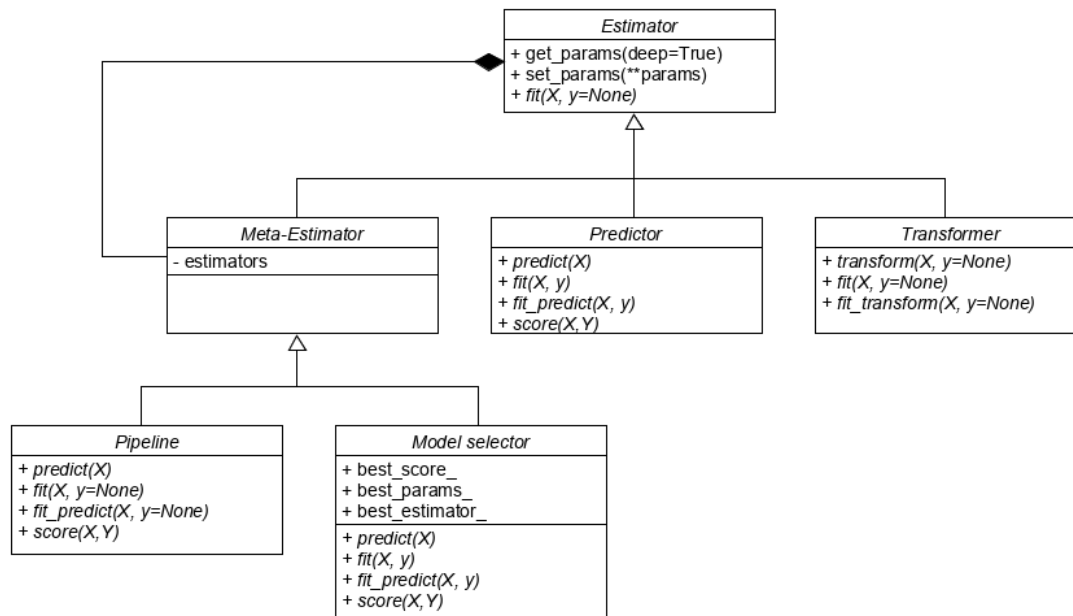 Estimator
+ get_params(deep=True)
+ set_params(**params)
+ fit(X, y=None)
Meta-Estimator
- estimators
Predictor
+ predict(X)
+ fit(X, y)
+ fit_predict(X, y)
+ score(X,Y)
Transformer
+ transform(X, y=None)
+ fit(X, y=None)
+ fit_transform(X, y=None)
Pipeline
+ predict(X)
+ fit(X, y=None)
+ fit_predict(X, y=None)
+ score(X,Y)
Model selector
+ best_score_
+ best_params_
+ best_estimator_
+ predict(X)
+ fit(X, y)
+ fit_predict(X, y)
+ score(X,Y)